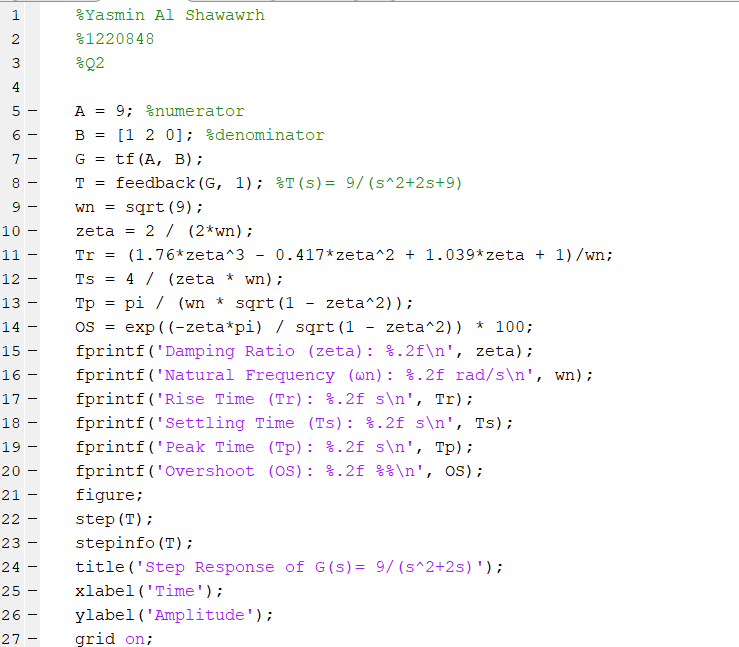 1 %Yasmin Al Shawawrh
2 %1220848
3 %Q2
4
5 - A = 9; %numerator
6 - B = [1 2 0]; %denominator
7 - G = tf(A, B);
8 - T = feedback(G, 1); %T(s)= 9/(s^2+2s+9)
9 - wn = sqrt(9);
10 - zeta = 2 / (2*wn);
11 - Tr = (1.76*zeta^3 - 0.417*zeta^2 + 1.039*zeta + 1)/wn;
12 - Ts = 4 / (zeta * wn);
13 - Tp = pi / (wn * sqrt(1 - zeta^2));
14 - OS = exp((-zeta*pi) / sqrt(1 - zeta^2)) * 100;
15 - fprintf('Damping Ratio (zeta): %.2f\n', zeta);
16 - fprintf('Natural Frequency (ωn): %.2f rad/s\n', wn);
17 - fprintf('Rise Time (Tr): %.2f s\n', Tr);
18 - fprintf('Settling Time (Ts): %.2f s\n', Ts);
19 - fprintf('Peak Time (Tp): %.2f s\n', Tp);
20 - fprintf('Overshoot (OS): %.2f %%\n', OS);
21 - figure;
22 - step(T);
23 - stepinfo(T);
24 - title('Step Response of G(s)= 9/(s^2+2s)');
25 - xlabel('Time');
26 - ylabel('Amplitude');
27 - grid on;